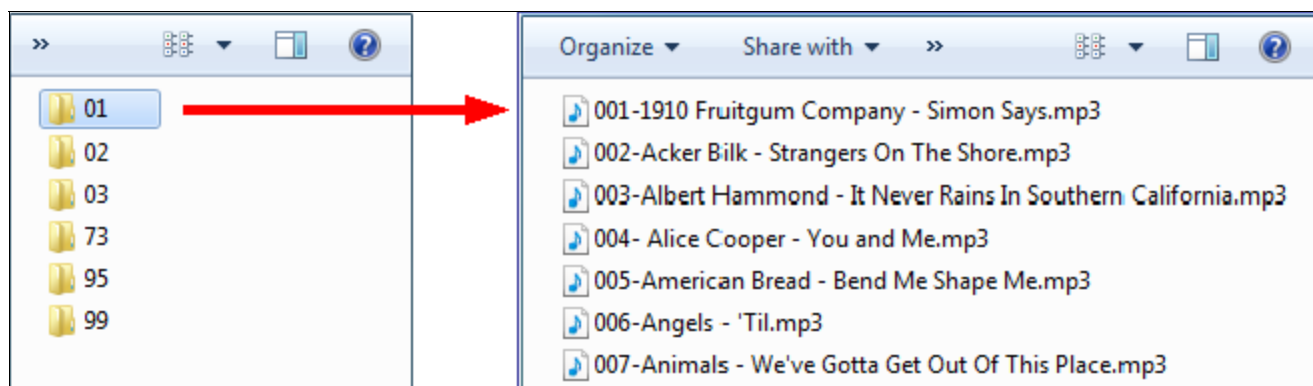 »
01
02
03
73
95
99
Organize Share with »
001-1910 Fruitgum Company - Simon Says.mp3
002-Acker Bilk - Strangers On The Shore.mp3
003-Albert Hammond - It Never Rains In Southern California.mp3
004- Alice Cooper - You and Me.mp3
005-American Bread - Bend Me Shape Me.mp3
006-Angels - 'Til.mp3
007-Animals - We've Gotta Get Out Of This Place.mp3